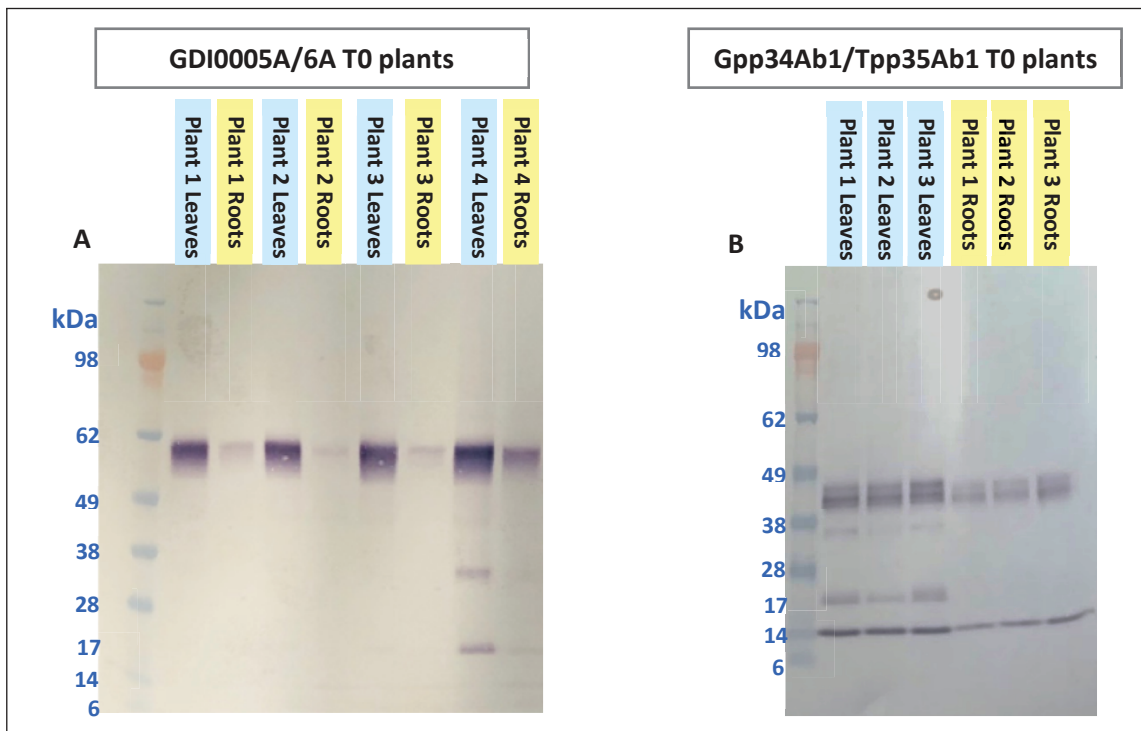 GDI0005A/6A T0 plants
Plant 1 Leaves
Plant 1 Roots
Plant 2 Leaves
Plant 2 Roots
Plant 3 Leaves
Plant 3 Roots
Plant 4 Leaves
Plant 4 Roots
A
kDa
98
62
49
38
28
17
14
6
Gpp34Ab1/Tpp35Ab1 T0 plants
Plant 1 Leaves
Plant 2 Leaves
Plant 3 Leaves
Plant 1 Roots
Plant 2 Roots
Plant 3 Roots
B
kDa
98
62
49
38
28
17
14
6